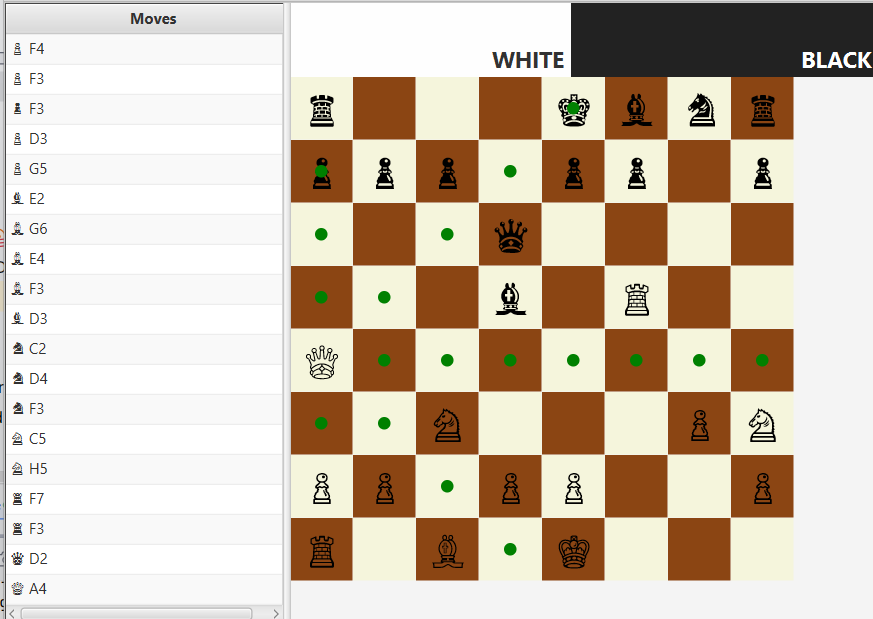 Moves
F4
F3
F3
D3
G5
E2
G6
E4
F3
D3
C2
D4
F3
C5
H5
F7
F3
D2
A4
WHITE
BLACK